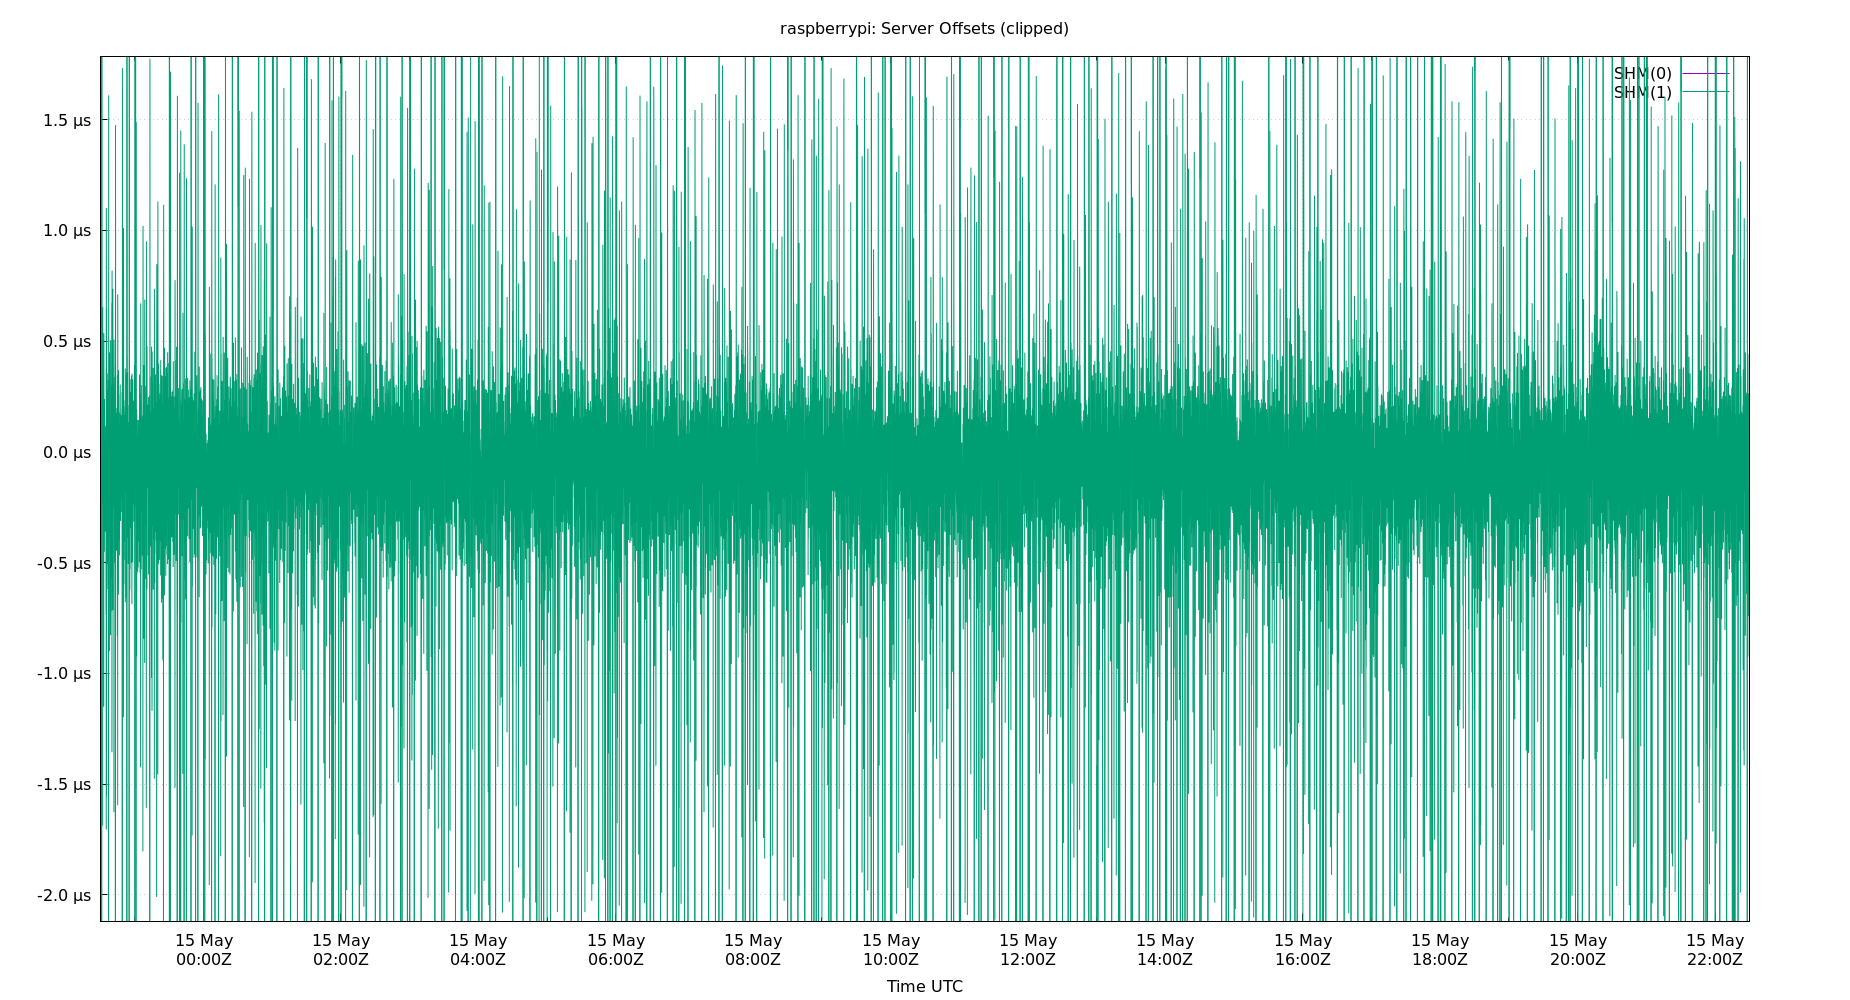 raspberrypi: Server Offsets (clipped)
SHM(0)
SHM(1)
1.5 µs
1.0 µs
0.5 µs
0.0 µs
-0.5 µs
-1.0 µs
-1.5 µs
-2.0 µs
15 May 15 May 15 May 15 May 15 May 15 May 15 May 15 May 15 May 15 May 15 May 15 May
00:00Z 02:00Z 04:00Z 06:00Z 08:00Z 10:00Z 12:00Z 14:00Z 16:00Z 18:00Z 20:00Z 22:00Z
Time UTC